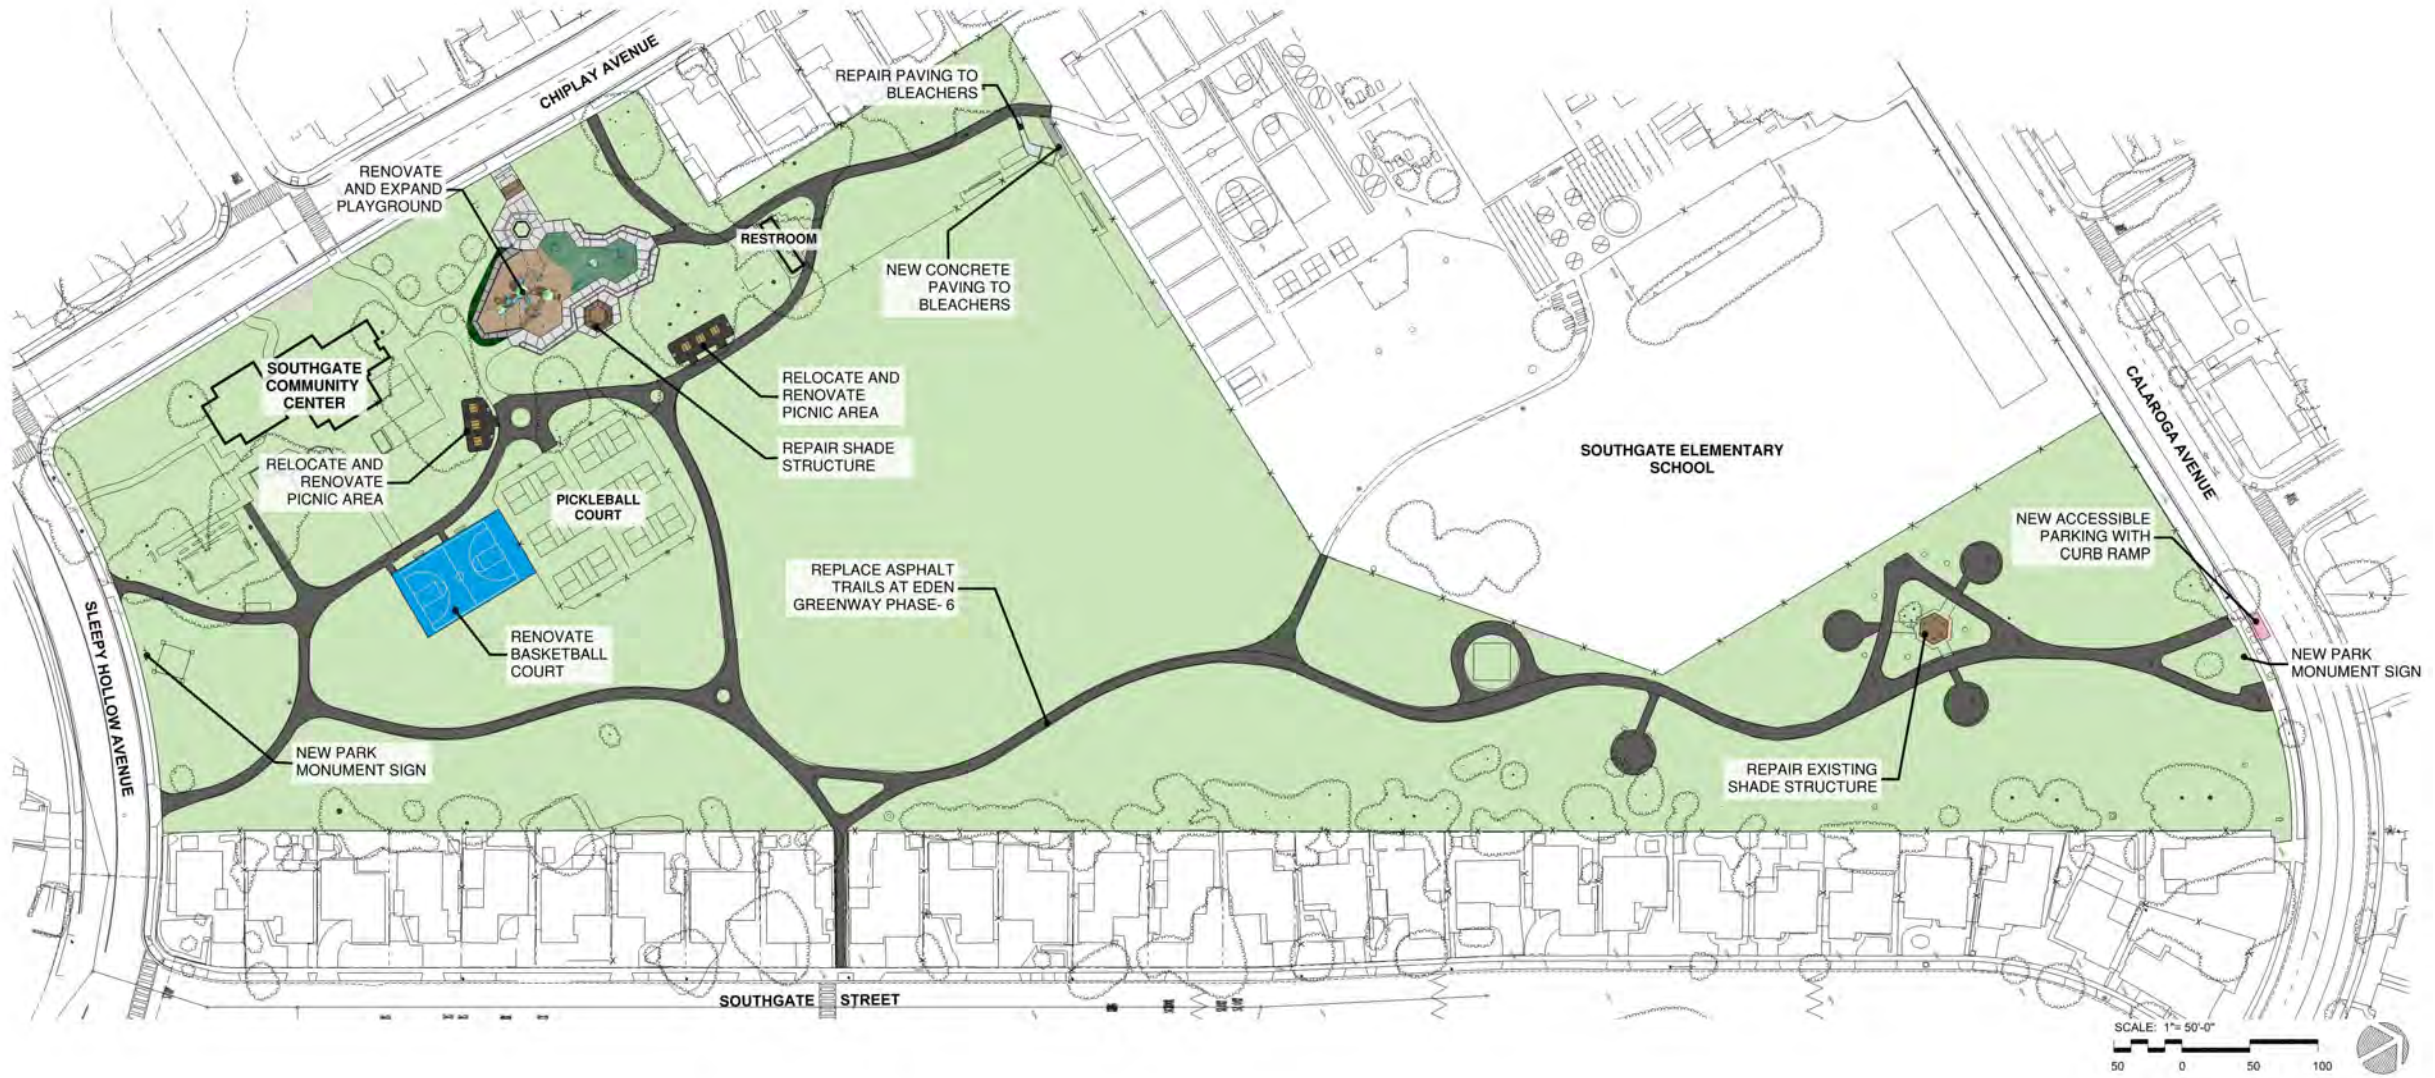 CHIPLAY AVENUE
REPAIR PAVING TO
BLEACHERS
RENOVATE
AND EXPAND
PLAYGROUND
RESTROOM
NEW CONCRETE
PAVING TO
BLEACHERS
SOUTHGATE
COMMUNITY
CENTER
RELOCATE AND
RENOVATE
PICNIC AREA
REPAIR SHADE
STRUCTURE
RELOCATE AND
RENOVATE
PICNIC AREA
PICKLEBALL
COURT
SOUTHGATE ELEMENTARY
SCHOOL
CALAROGA AVENUE
NEW ACCESSIBLE
PARKING WITH
CURB RAMP
REPLACE ASPHALT
TRAILS AT EDEN
GREENWAY PHASE- 6
RENOVATE
BASKETBALL
COURT
SLEEPY HOLLOW AVENUE
NEW PARK
MONUMENT SIGN
NEW PARK
MONUMENT SIGN
REPAIR EXISTING
SHADE STRUCTURE
SOUTHGATE STREET
SCALE: 1"= 50'-0"
50 0 50 100